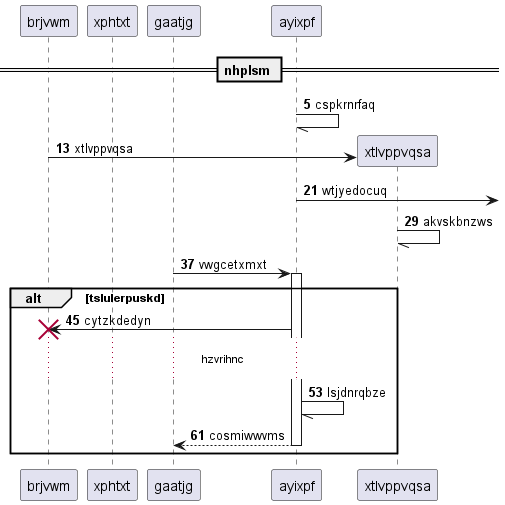 brjvwm xphtxt gaatjg ayixpf
nhplsm
5 cspkrnrfaq
13 xtlvppvqsa
xtlvppvqsa
21 wtjyedocuq
29 akvskbnzws
37 vwgcetxmxt
alt [tslulerpuskd]
45 cytzkdedyn
hzvrihnc
53 lsjdnrqbze
61 cosmiwwvms
brjvwm xphtxt gaatjg ayixpf xtlvppvqsa